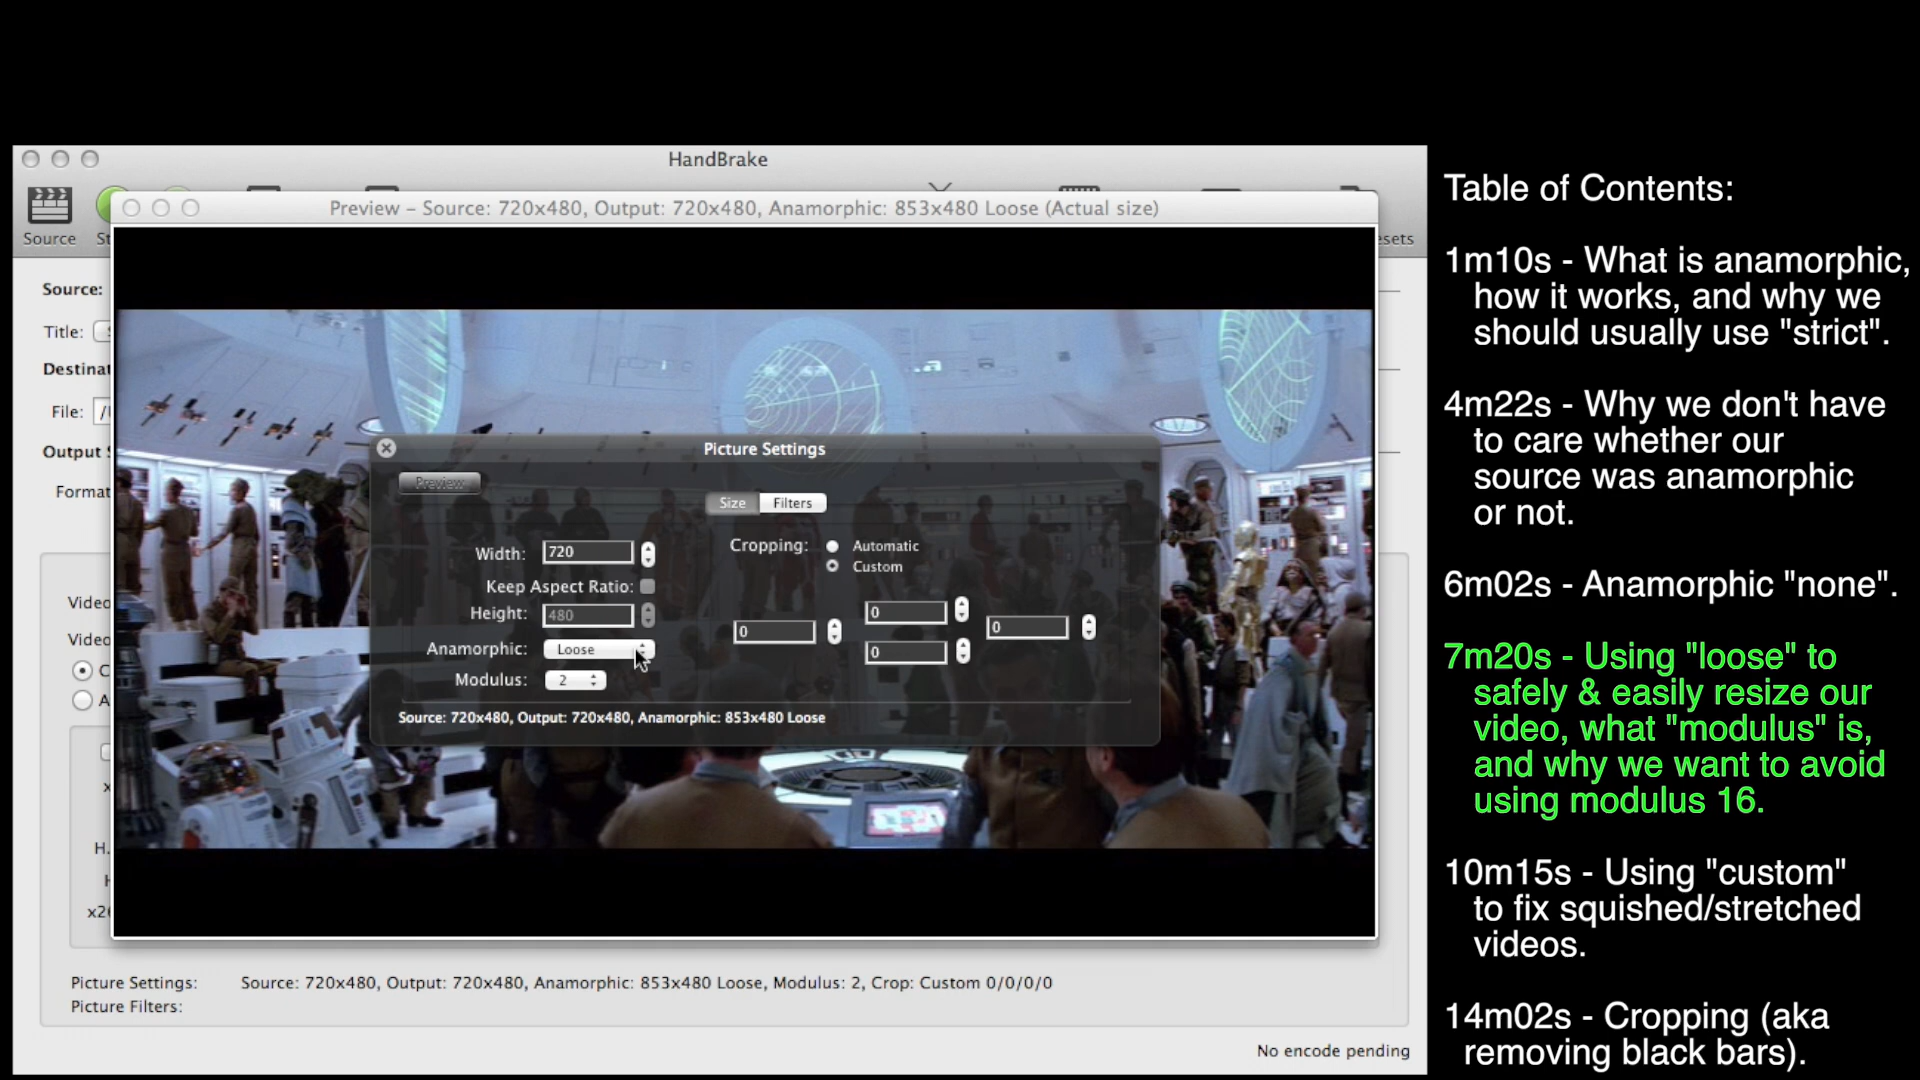 HandBrake
Source
Preview – Source: 720x480, Output: 720x480, Anamorphic: 853x480 Loose (Actual size)
Source:
Title:
Destina
File:
Output
Format
Picture Settings
Preview
Size
Filters
Width: 720
Keep Aspect Ratio:
Height: 480
Anamorphic: Loose
Modulus: 2
Cropping: Automatic
Custom
0
0
0
0
Source: 720x480, Output: 720x480, Anamorphic: 853x480 Loose
Video
Video
C
A
H.
x2
Picture Settings: Source: 720x480, Output: 720x480, Anamorphic: 853x480 Loose, Modulus: 2, Crop: Custom 0/0/0/0
Picture Filters:
No encode pending
Table of Contents:
1m10s - What is anamorphic,
how it works, and why we
should usually use "strict".
4m22s - Why we don't have
to care whether our
source was anamorphic
or not.
6m02s - Anamorphic "none".
7m20s - Using "loose" to
safely & easily resize our
video, what "modulus" is,
and why we want to avoid
using modulus 16.
10m15s - Using "custom"
to fix squished/stretched
videos.
14m02s - Cropping (aka
removing black bars).